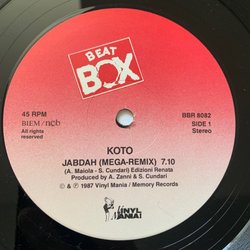 BEAT
BOX
45 RPM
BIEM/ncb
All rights
reserved
BBR 8082
SIDE 1
Stereo
KOTO
JABDAH (MEGA-REMIX) 7.10
(A. Maiola - S. Cundari) Edizioni Renata
Produced by A. Zanni & S. Cundari
© & ℗ 1987 Vinyl Mania / Memory Records
VINYL
MANIA!